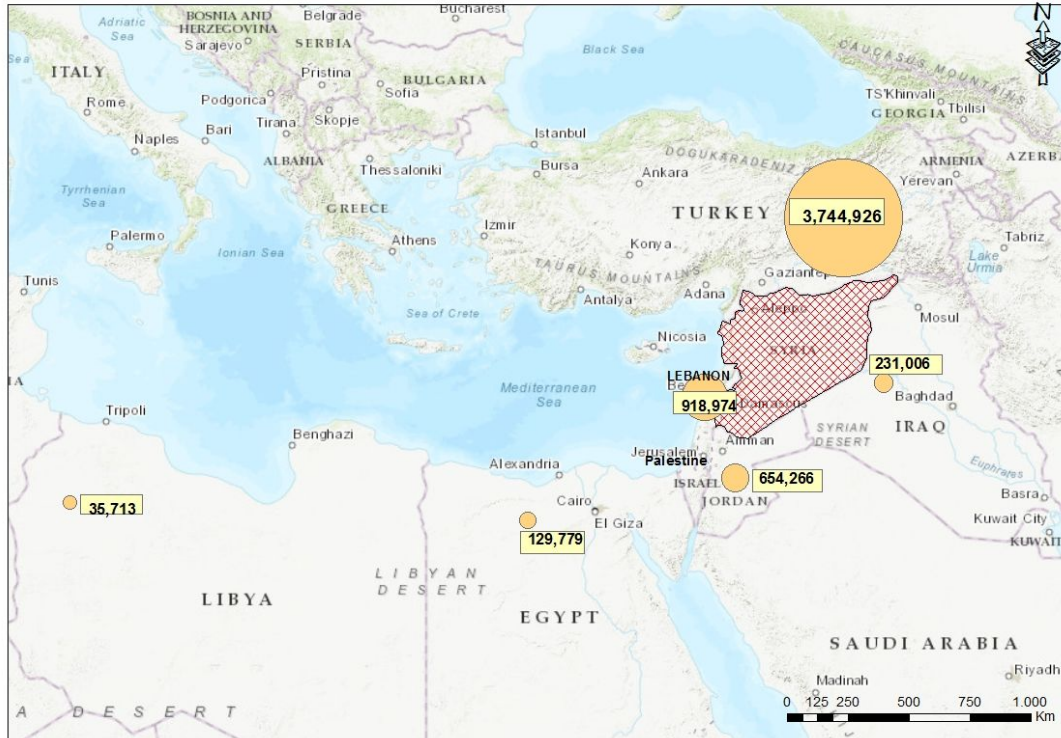 BOSNIA AND
HERZEGOVINA
Sarajevo
Belgrade
Bucharest
N
Adriatic
Sea
SERBIA
Black Sea
CAUCASUS MOUNTAINS
ITALY
Pristina
BULGARIA
Sofia
Podgorica
TS'Khinvali
Tbilisi
GEORGIA
Rome
Skopje
Bari
Tirana
Naples
Istanbul
ALBANIA
Thessaloniki
Bursa
DOGUKARADENIZ
Ankara
ARMENIA
AZERB
Yerevan
Tyrrhenian
Sea
GREECE
TURKEY
3,744,926
Izmir
Palermo
Ionian Sea
Athens
Konya
Tabriz
Lake
Urmia
Tunis
TAURUS MOUNTAINS
Gaziantep
Antalya
Adana
Aleppo
Mosul
Sea of Crete
Nicosia
SYRIA
231,006
LEBANON
Be
IA
Mediterranean
Sea
918,974
Damascus
Baghdad
Tripoli
IRAQ
SYRIAN
DESERT
Benghazi
Amman
Jerusalem
Palestine
Alexandria
Euphrates
ISRAEL
654,266
JORDAN
Basra
35,713
Cairo
El Giza
Kuwait City
KUWAIT
129,779
LIBYAN
DESERT
LIBYA
EGYPT
SAUDI ARABIA
Riyadh
Madinah
A DESERT
0 125 250 500 750 1.000
Km